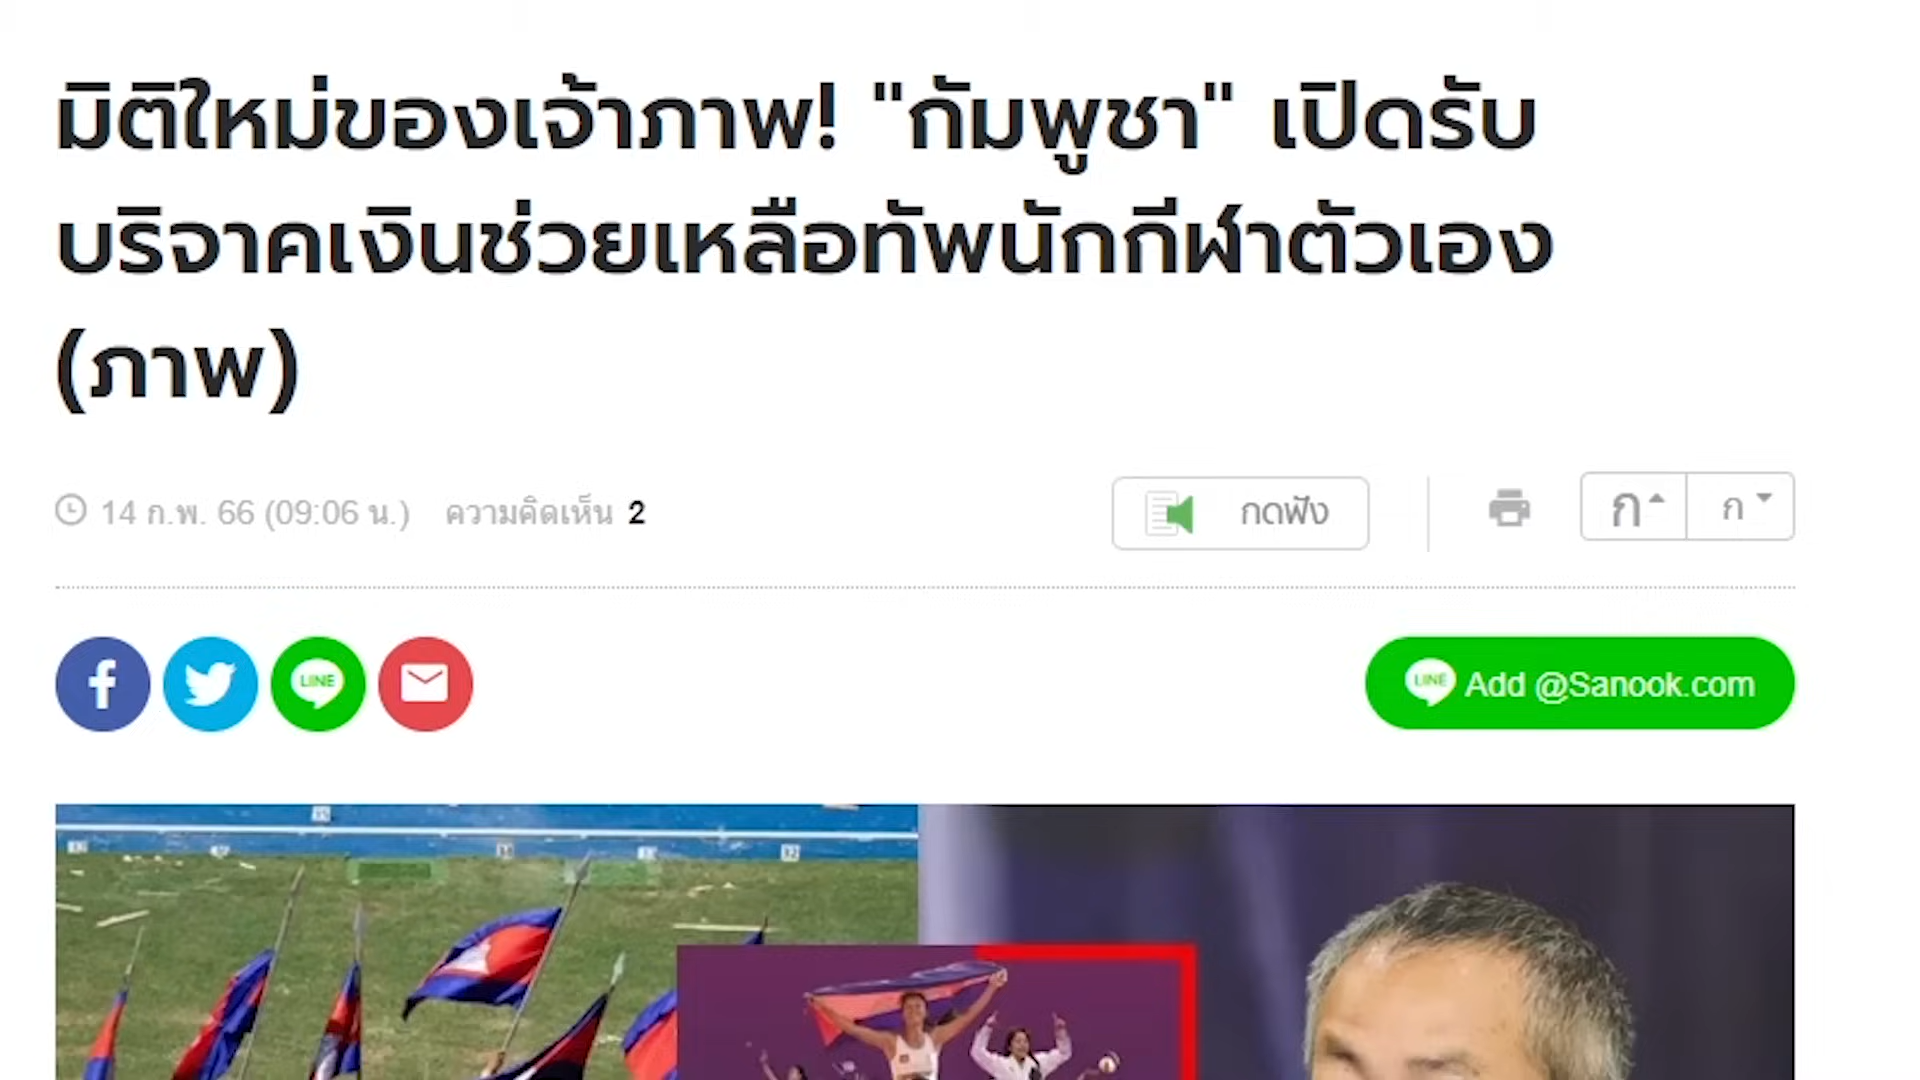 มิติใหม่ของเจ้าภาพ! "กัมพูชา" เปิดรับ
บริจาคเงินช่วยเหลือทัพนักกีฬาตัวเอง
(ภาพ)
14 ก.พ. 66 (09:06 น.) ความคิดเห็น 2
กดฟัง
ก ก
LINE
LINE Add @Sanook.com